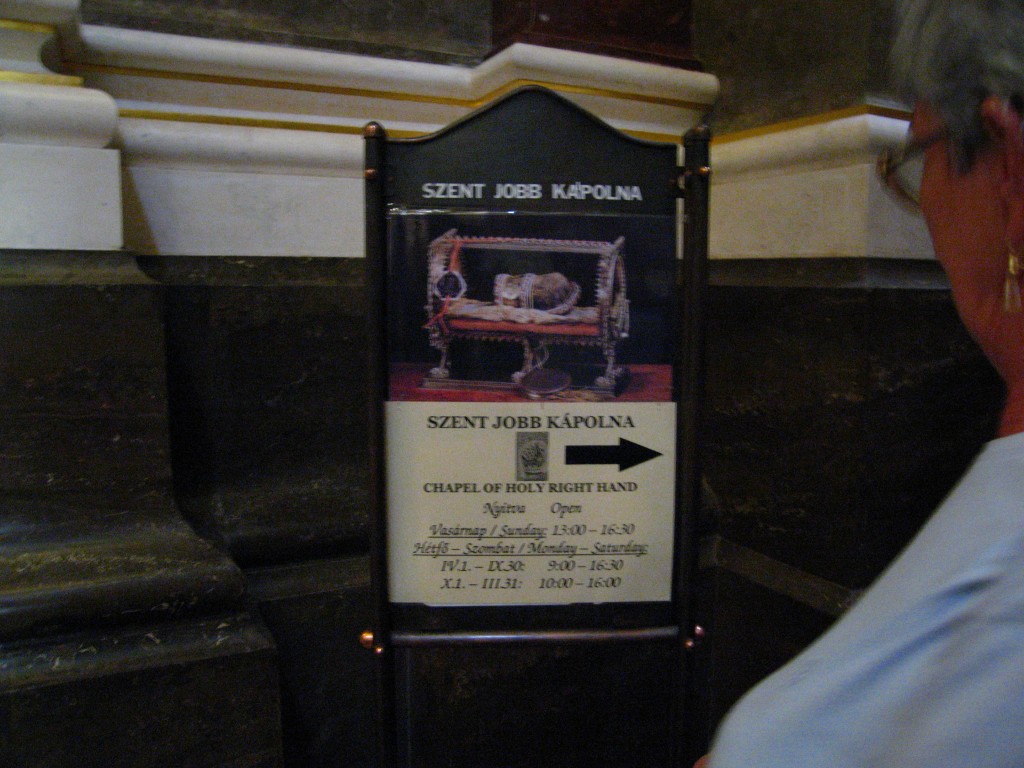 SZENT JOBB KÁPOLNA
SZENT JOBB KÁPOLNA
CHAPEL OF HOLY RIGHT HAND
Nyitva Open
Vasárnap / Sunday: 13:00 – 16:30
Hétfő – Szombat / Monday – Saturday:
IV.1. – IX.30: 9:00 – 16:30
X.1. – III.31: 10:00 – 16:00